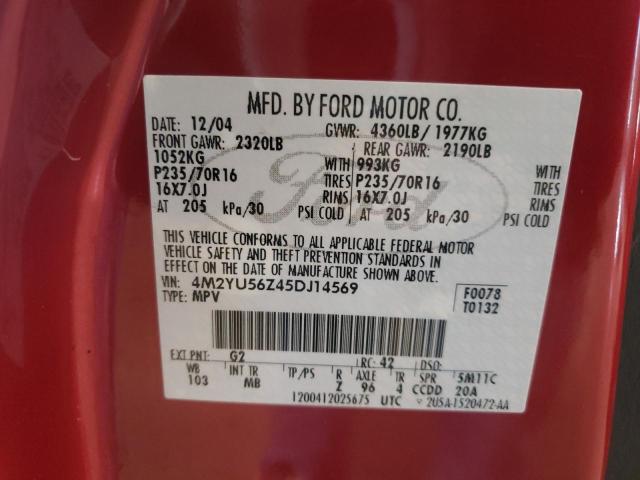 MFD. BY FORD MOTOR CO.
DATE: 12/04 GVWR: 4360LB/ 1977KG
FRONT GAWR: 2320LB REAR GAWR: 2190LB
1052KG WITH 993KG WITH
P235/70R16 TIRES P235/70R16 TIRES
16X7.0J RIMS 16X7.0J RIMS
AT 205 kPa/30 PSI COLD AT 205 kPa/30 PSI COLD
Ford
THIS VEHICLE CONFORMS TO ALL APPLICABLE FEDERAL MOTOR
VEHICLE SAFETY AND THEFT PREVENTION STANDARDS IN
EFFECT ON THE DATE OF MANUFACTURE SHOWN ABOVE.
VIN: 4M2YU56Z45DJ14569 F0078
TYPE: MPV T0132
EXT PNT: G2 RC: 42 DSO:
WB INT TR TP/PS R AXLE TR SPR 5M11C
103 MB Z 96 4 CCDD 20A
1200412025675 UTC 2U5A-1520472-AA